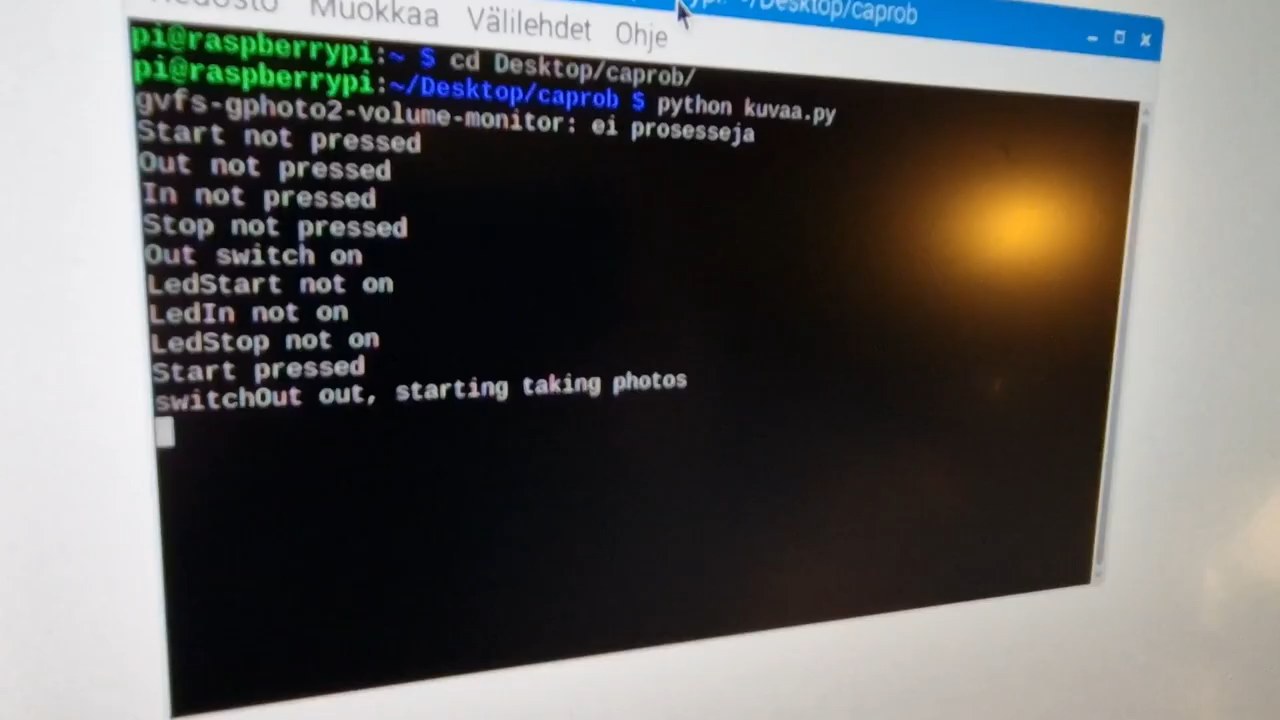 /Desktop/caprob
Muokkaa Välilehdet Ohje
pi@raspberrypi:~ $ cd Desktop/caprob/
pi@raspberrypi:~/Desktop/caprob $ python kuvaa.py
gvfs-gphoto2-volume-monitor: ei prosesseja
Start not pressed
Out not pressed
In not pressed
Stop not pressed
Out switch on
LedStart not on
LedIn not on
LedStop not on
Start pressed
switchOut out, starting taking photos